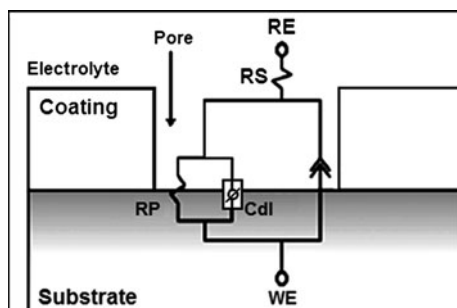 RE
Pore
RS
Electrolyte
Coating
RP
Cdl
Substrate
WE